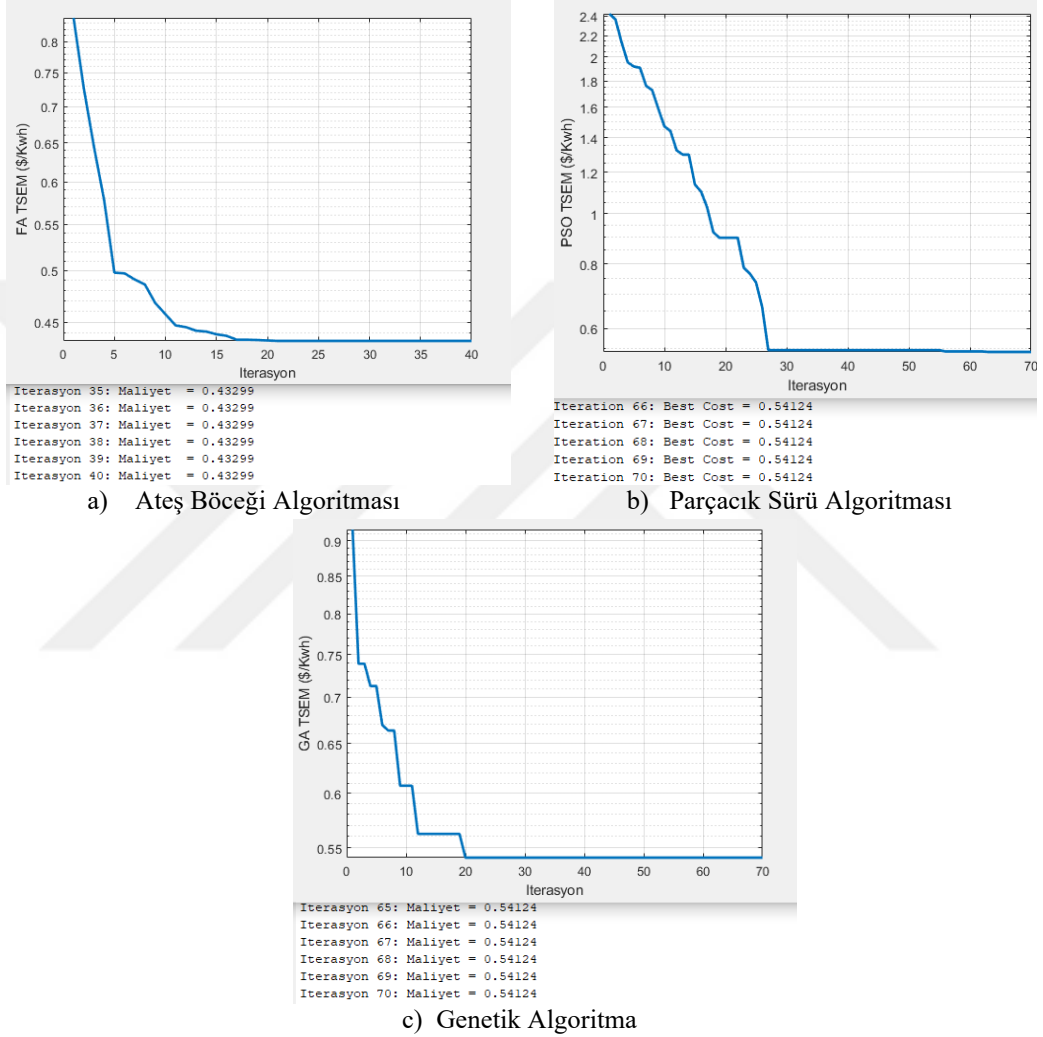 0.8
0.75
0.7
0.65
0.6
0.55
0.5
0.45
FA TSEM ($/Kwh)
0 5 10 15 20 25 30 35 40
Iterasyon
Iterasyon 35: Maliyet  = 0.43299
Iterasyon 36: Maliyet  = 0.43299
Iterasyon 37: Maliyet  = 0.43299
Iterasyon 38: Maliyet  = 0.43299
Iterasyon 39: Maliyet  = 0.43299
Iterasyon 40: Maliyet  = 0.43299
a) Ateş Böceği Algoritması
2.4
2.2
2
1.8
1.6
1.4
1.2
1
0.8
0.6
PSO TSEM ($/Kwh)
0 10 20 30 40 50 60 70
Iterasyon
Iteration 66: Best Cost = 0.54124
Iteration 67: Best Cost = 0.54124
Iteration 68: Best Cost = 0.54124
Iteration 69: Best Cost = 0.54124
Iteration 70: Best Cost = 0.54124
b) Parçacık Sürü Algoritması
0.9
0.85
0.8
0.75
0.7
0.65
0.6
0.55
GA TSEM ($/Kwh)
0 10 20 30 40 50 60 70
Iterasyon
Iterasyon 65: Maliyet = 0.54124
Iterasyon 66: Maliyet = 0.54124
Iterasyon 67: Maliyet = 0.54124
Iterasyon 68: Maliyet = 0.54124
Iterasyon 69: Maliyet = 0.54124
Iterasyon 70: Maliyet = 0.54124
c) Genetik Algoritma